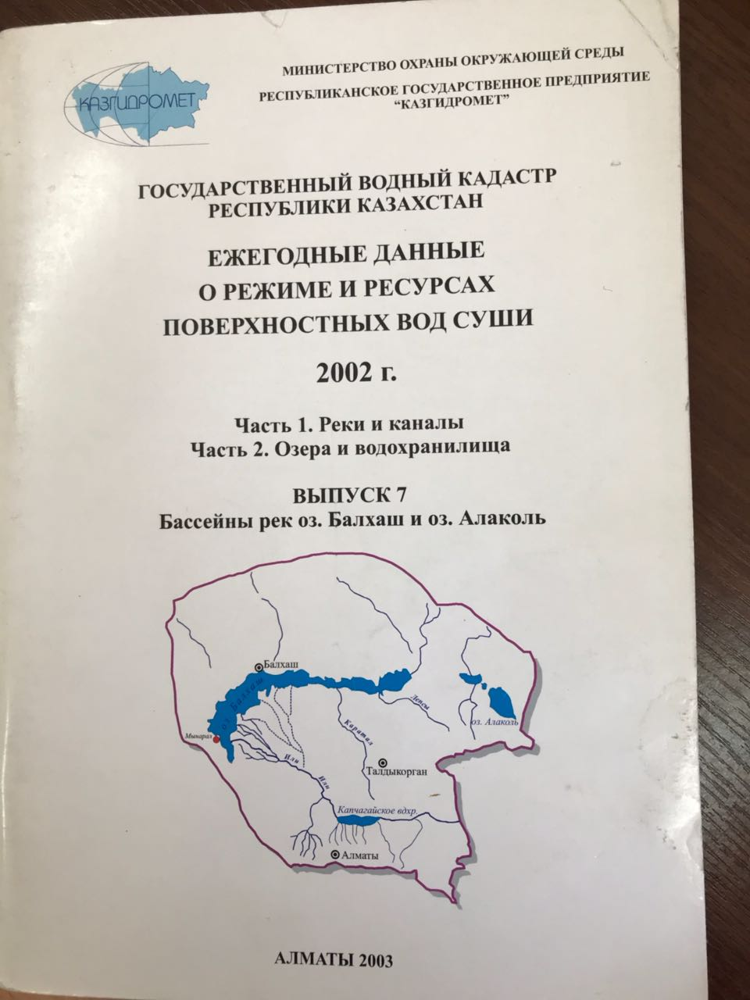 КАЗГИДРОМЕТ
МИНИСТЕРСТВО ОХРАНЫ ОКРУЖАЮЩЕЙ СРЕДЫ
РЕСПУБЛИКАНСКОЕ ГОСУДАРСТВЕННОЕ ПРЕДПРИЯТИЕ
“КАЗГИДРОМЕТ”
ГОСУДАРСТВЕННЫЙ ВОДНЫЙ КАДАСТР
РЕСПУБЛИКИ КАЗАХСТАН
ЕЖЕГОДНЫЕ ДАННЫЕ
О РЕЖИМЕ И РЕСУРСАХ
ПОВЕРХНОСТНЫХ ВОД СУШИ
2002 г.
Часть 1. Реки и каналы
Часть 2. Озера и водохранилища
ВЫПУСК 7
Бассейны рек оз. Балхаш и оз. Алаколь
Балхаш
оз. Балхаш
Лепсы
оз. Алаколь
Каратал
Мынарал
Или
Талдыкорган
Или
Капчагайское вдхр.
Алматы
АЛМАТЫ 2003